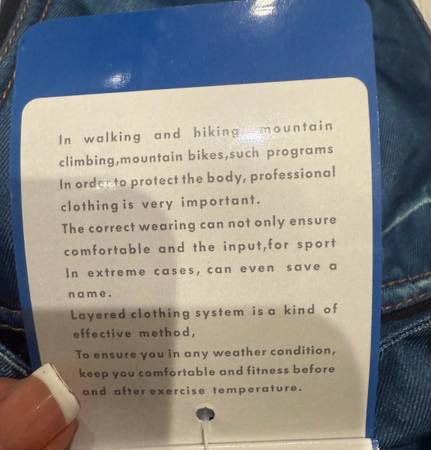 In walking and hiking mountain
climbing,mountain bikes,such programs
In order to protect the body, professional
clothing is very important.
The correct wearing can not only ensure
comfortable and the input,for sport
In extreme cases, can even save a
name.
Layered clothing system is a kind of
effective method,
To ensure you in any weather condition,
keep you comfortable and fitness before
and after exercise temperature.